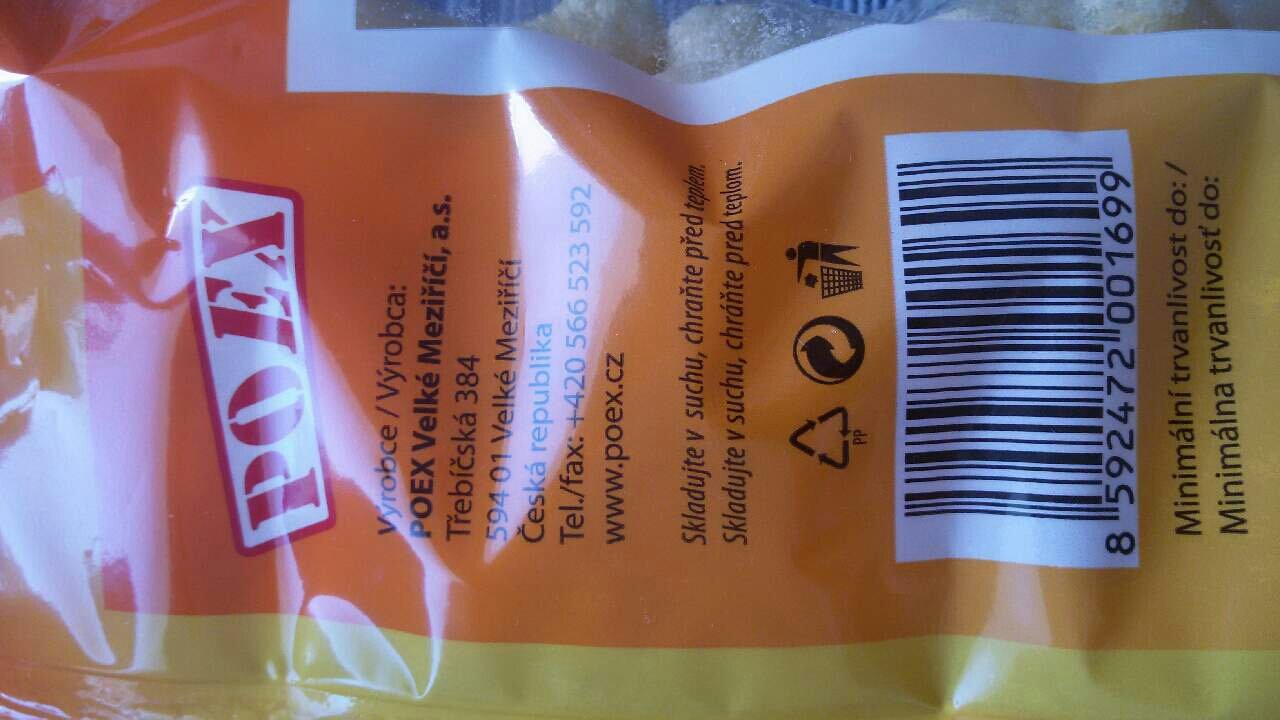 POEX
Výrobce / Výrobca:
POEX Velké Meziříčí, a.s.
Třebíčská 384
594 01 Velké Meziříčí
Česká republika
Tel./fax: +420 566 523 592
www.poex.cz
Skladujte v suchu, chraňte před teplem.
Skladujte v suchu, chráňte pred teplom.
PP
8 592472 001699
Minimální trvanlivost do: /
Minimálna trvanlivosť do: